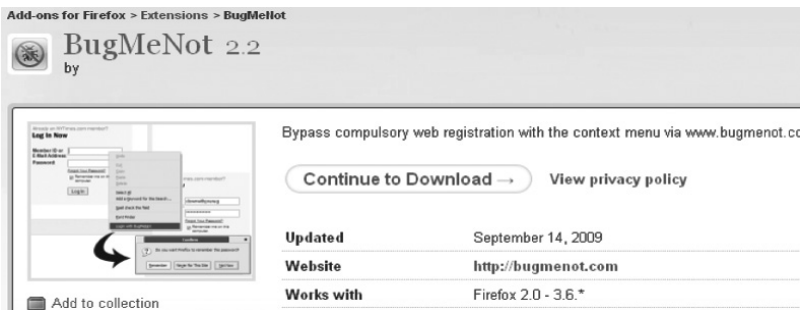 Add-ons for Firefox > Extensions > BugMeNot
BugMeNot 2.2
by
Log In Now
Member ID or
E-Mail Address
Password
Log In
Bypass compulsory web registration with the context menu via www.bugmenot.co
Continue to Download →
View privacy policy
Updated September 14, 2009
Website http://bugmenot.com
Works with Firefox 2.0 - 3.6.*
Add to collection